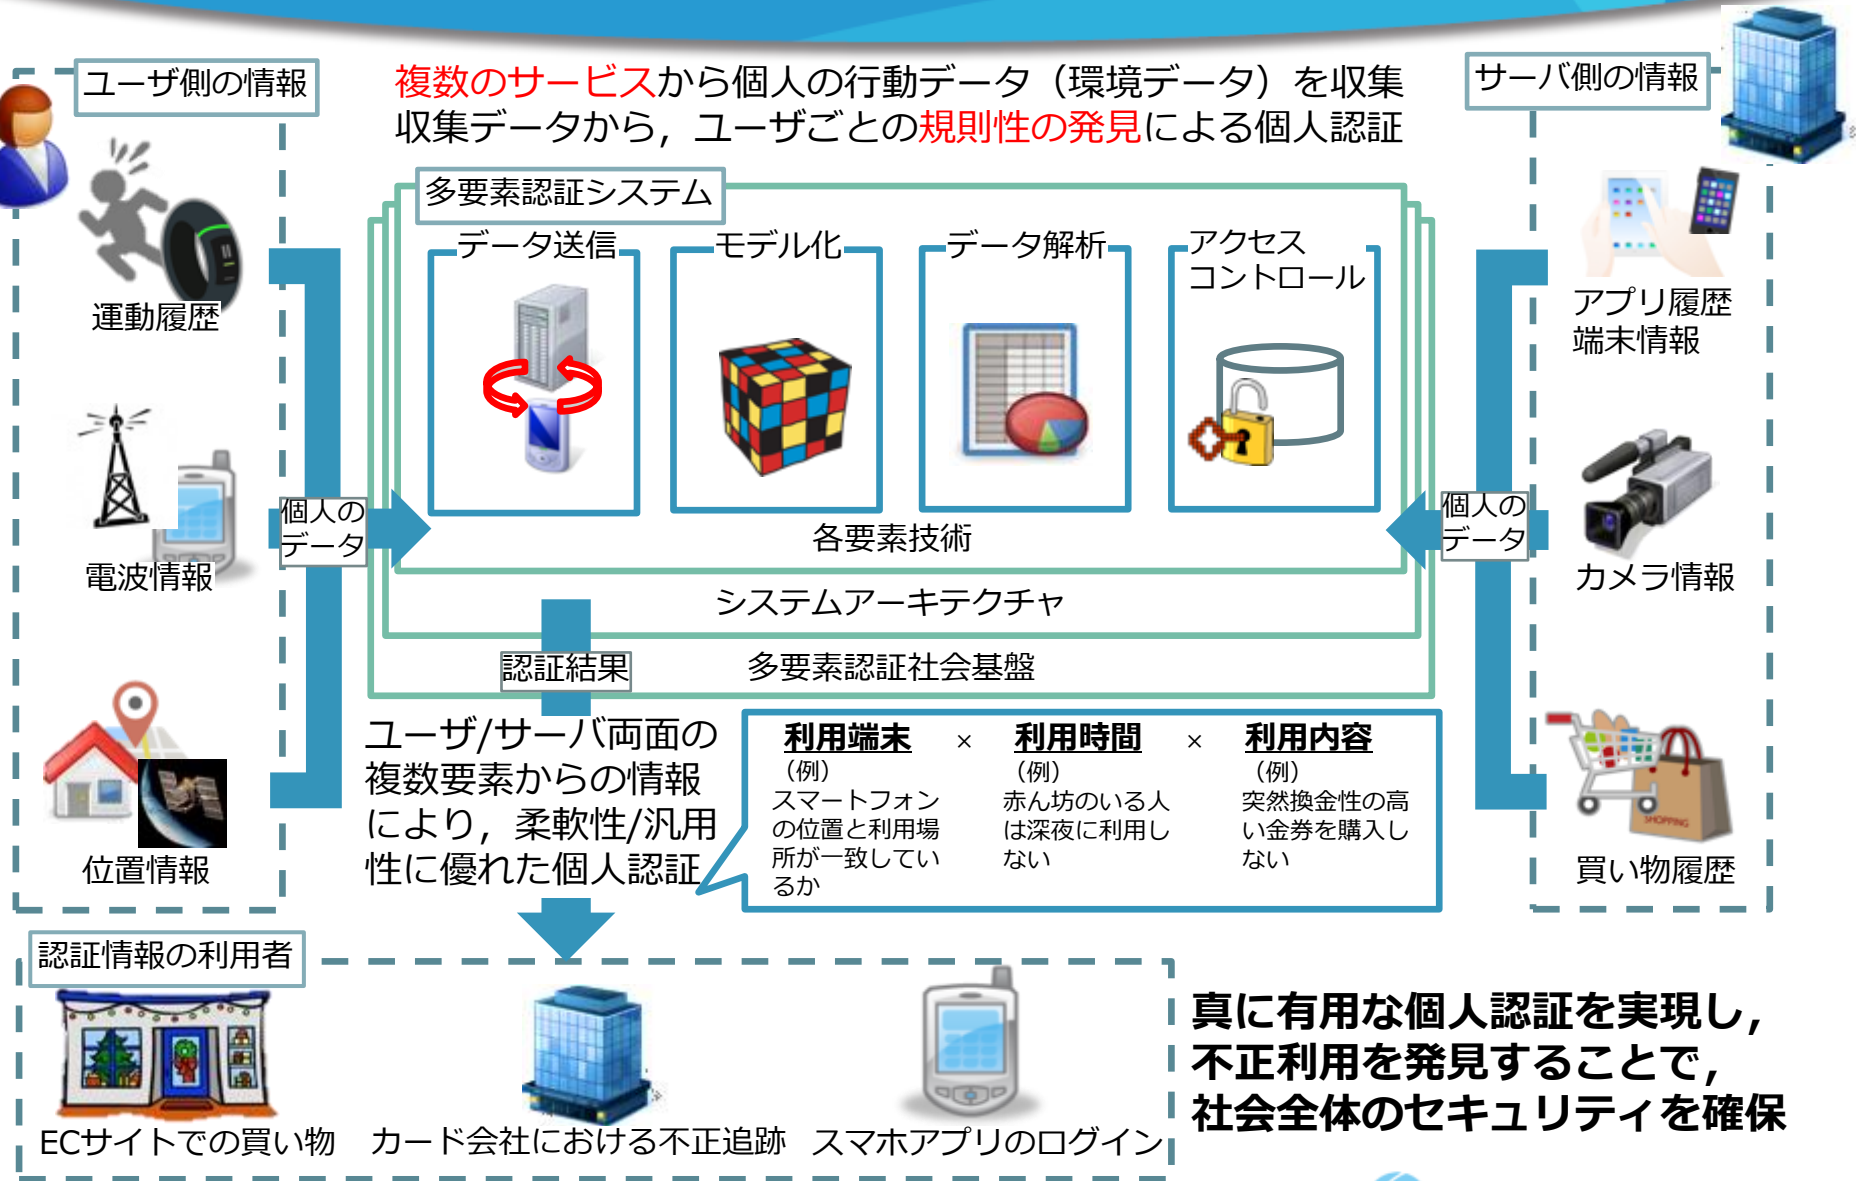 ユーザ側の情報
複数のサービスから個人の行動データ（環境データ）を収集
収集データから，ユーザごとの規則性の発見による個人認証
サーバ側の情報
運動履歴
電波情報
位置情報
個人の
データ
多要素認証システム
データ送信
モデル化
データ解析
アクセス
コントロール
各要素技術
システムアーキテクチャ
多要素認証社会基盤
認証結果
個人の
データ
アプリ履歴
端末情報
カメラ情報
SHOPPING
買い物履歴
ユーザ/サーバ両面の
複数要素からの情報
により，柔軟性/汎用
性に優れた個人認証
利用端末 × 利用時間 × 利用内容
（例）
スマートフォン
の位置と利用場
所が一致してい
るか
（例）
赤ん坊のいる人
は深夜に利用し
ない
（例）
突然換金性の高
い金券を購入し
ない
認証情報の利用者
ECサイトでの買い物
カード会社における不正追跡
スマホアプリのログイン
真に有用な個人認証を実現し，
不正利用を発見することで，
社会全体のセキュリティを確保